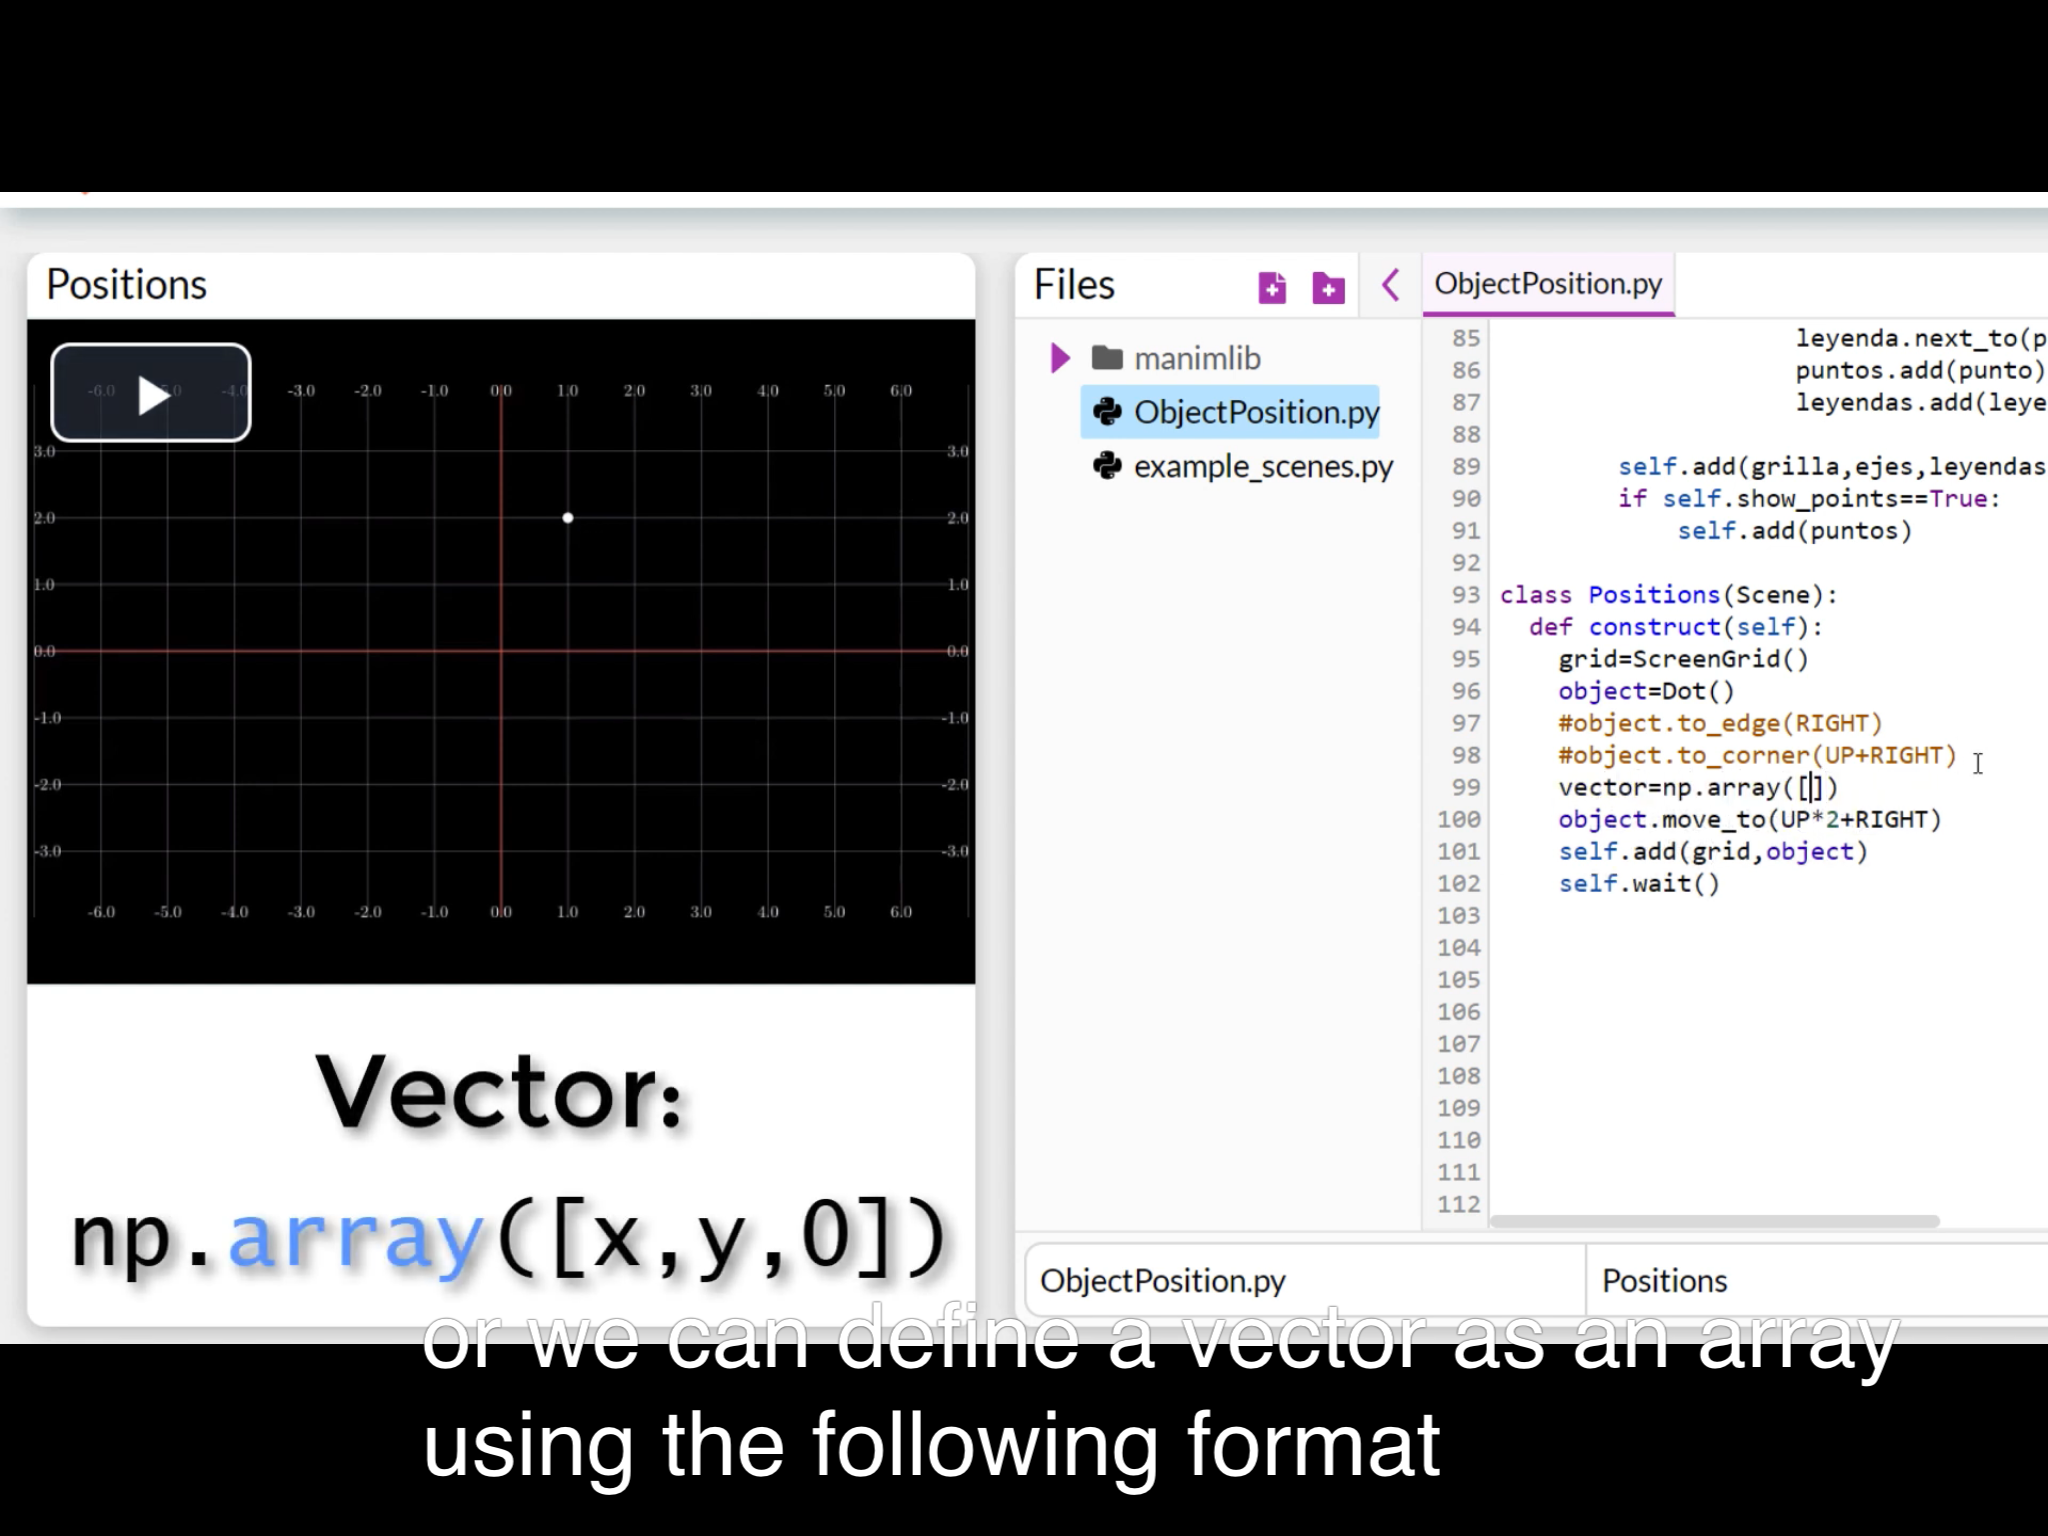 Positions
-6.0 -5.0 -4.0 -3.0 -2.0 -1.0 0.0 1.0 2.0 3.0 4.0 5.0 6.0
3.0 3.0
2.0 2.0
1.0 1.0
0.0 0.0
-1.0 -1.0
-2.0 -2.0
-3.0 -3.0
-6.0 -5.0 -4.0 -3.0 -2.0 -1.0 0.0 1.0 2.0 3.0 4.0 5.0 6.0
Vector:
np.array([x,y,0])
Files
manimlib
ObjectPosition.py
example_scenes.py
ObjectPosition.py
85 leyenda.next_to(p
86 puntos.add(punto)
87 leyendas.add(leye
88
89 self.add(grilla,ejes,leyendas
90 if self.show_points==True:
91 self.add(puntos)
92
93 class Positions(Scene):
94 def construct(self):
95 grid=ScreenGrid()
96 object=Dot()
97 #object.to_edge(RIGHT)
98 #object.to_corner(UP+RIGHT)
99 vector=np.array([])
100 object.move_to(UP*2+RIGHT)
101 self.add(grid,object)
102 self.wait()
103
104
105
106
107
108
109
110
111
112
ObjectPosition.py Positions
or we can define a vector as an array
using the following format